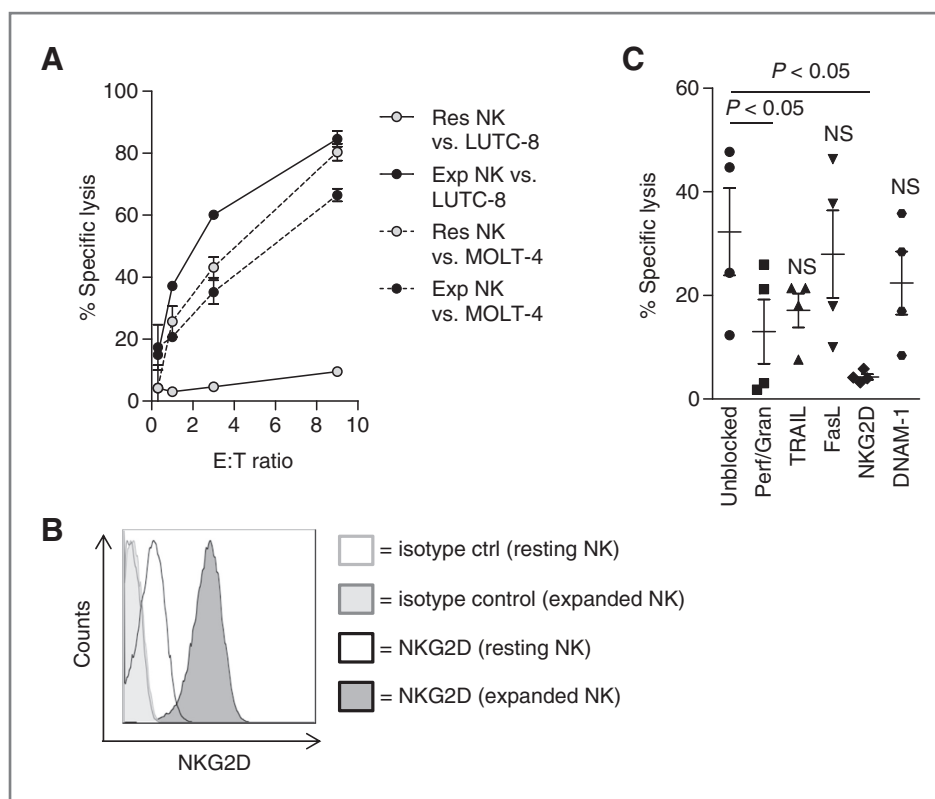 A
100
80
60
40
20
0
% Specific lysis
0 2 4 6 8 10
E:T ratio
Res NK
vs. LUTC-8
Exp NK vs.
LUTC-8
Res NK
vs. MOLT-4
Exp NK
vs. MOLT-4
C
60
40
20
0
% Specific lysis
P < 0.05
P < 0.05
NS
NS
NS
Unblocked
Perf/Gran
TRAIL
FasL
NKG2D
DNAM-1
B
Counts
NKG2D
= isotype ctrl (resting NK)
= isotype control (expanded NK)
= NKG2D (resting NK)
= NKG2D (expanded NK)